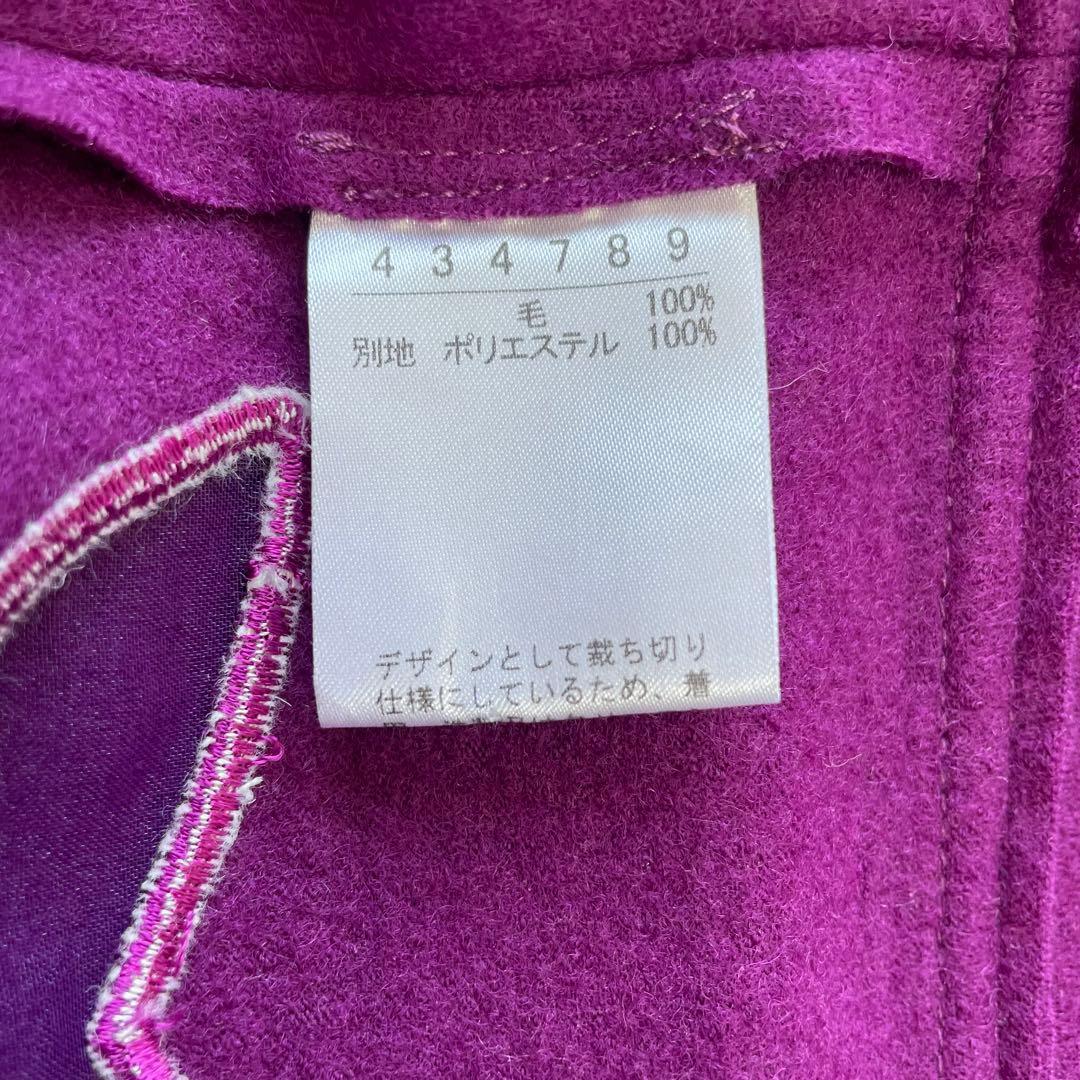 4 3 4 7 8 9
毛 100%
別地 ポリエステル 100%
デザインとして裁ち切り
仕様にしているため、着